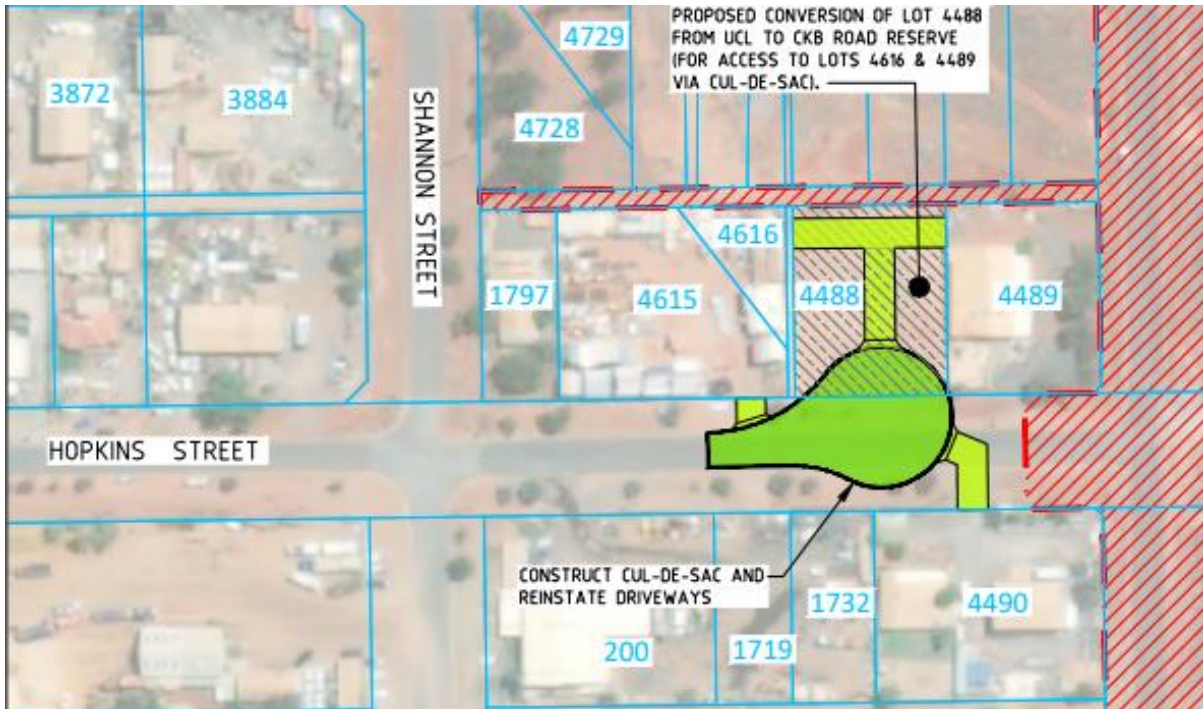 PROPOSED CONVERSION OF LOT 4488
FROM UCL TO CKB ROAD RESERVE
(FOR ACCESS TO LOTS 4616 & 4489
VIA CUL-DE-SAC).
4729
3872
3884
4728
SHANNON STREET
4616
1797
4615
4488
4489
HOPKINS STREET
CONSTRUCT CUL-DE-SAC AND
REINSTATE DRIVEWAYS
1732
4490
200
1719